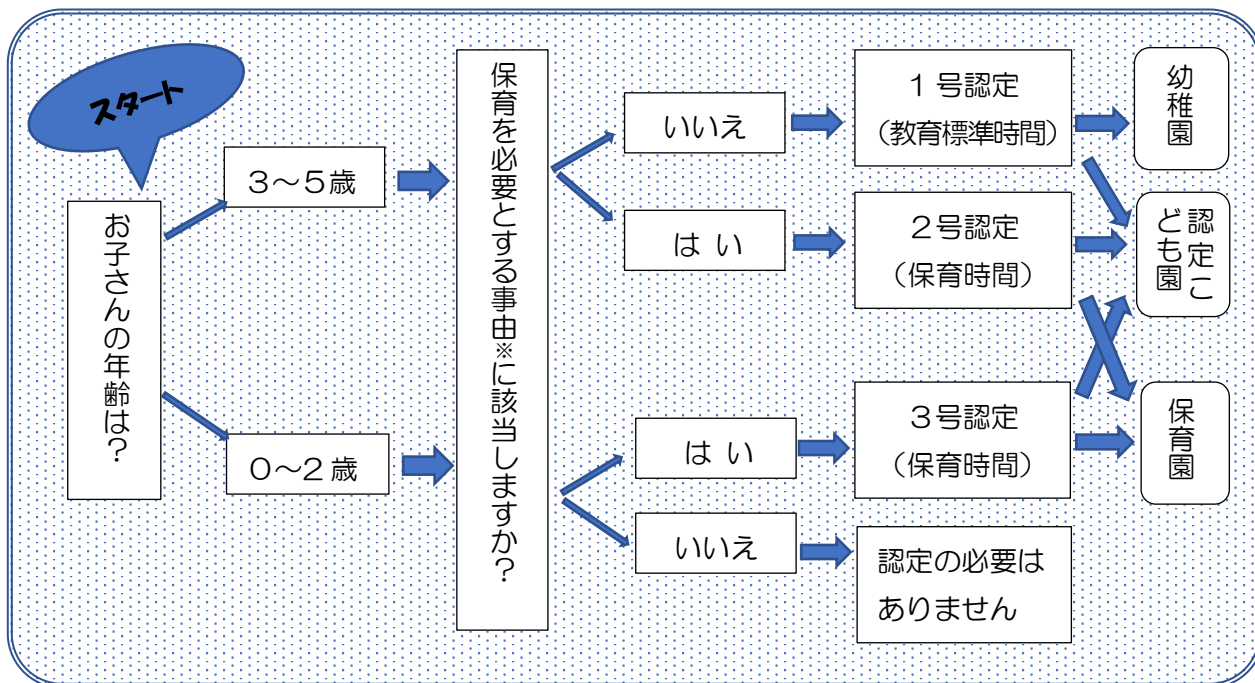 スタート
お子さんの年齢は？
３～５歳
０～２歳
保育を必要とする事由※に該当しますか？
いいえ
は い
は い
いいえ
１号認定
（教育標準時間）
２号認定
（保育時間）
３号認定
（保育時間）
認定の必要は
ありません
幼稚園
認定こ
ども園
保育園